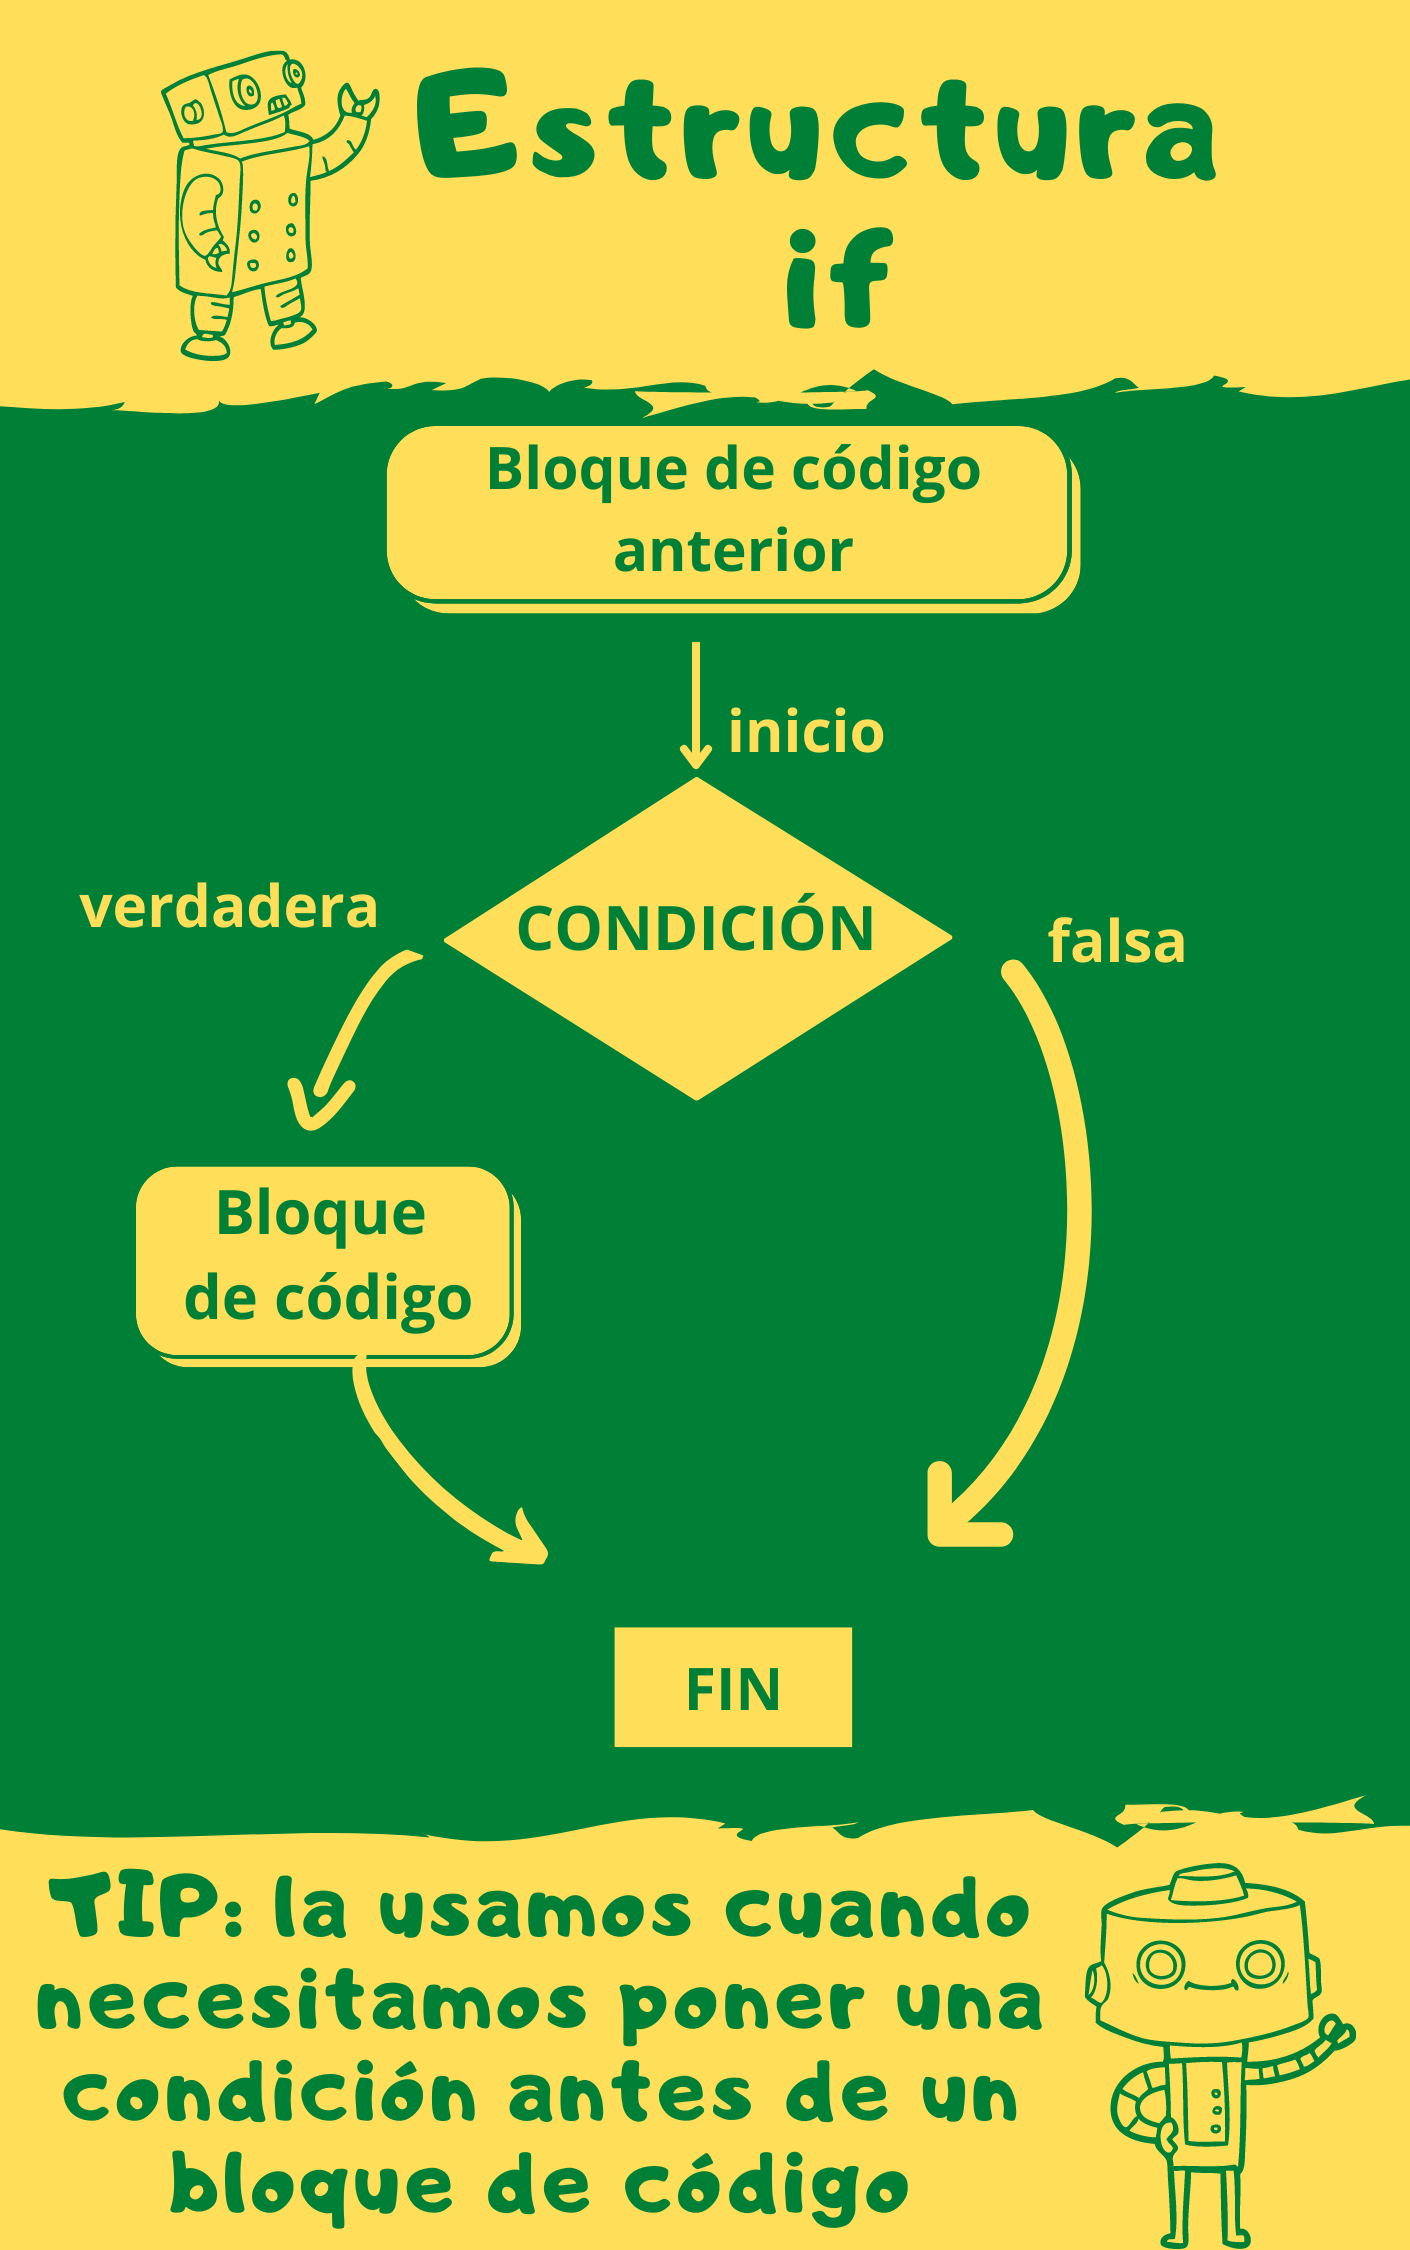 Estructura
if
Bloque de código
anterior
inicio
verdadera
CONDICIÓN
falsa
Bloque
de código
FIN
TIP: la usamos cuando
necesitamos poner una
condición antes de un
bloque de código